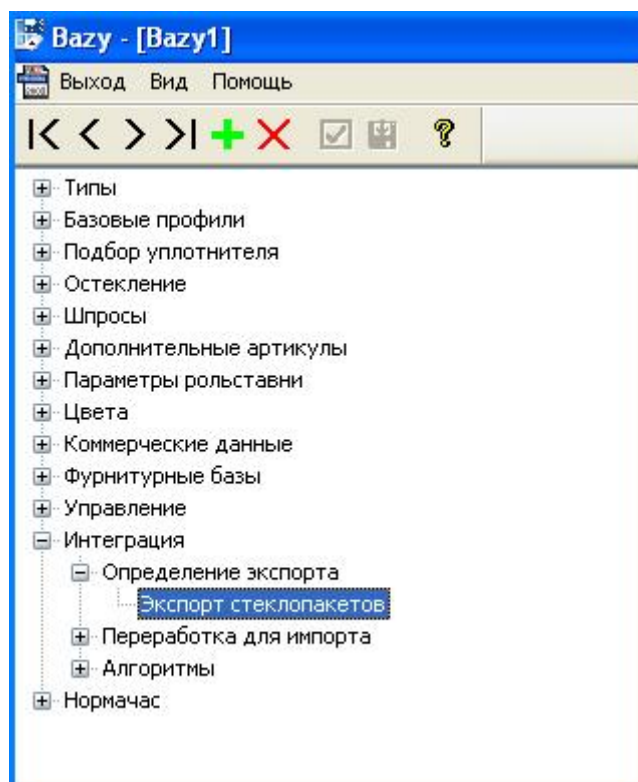 Bazy - [Bazy1]
Выход Вид Помощь
Типы
Базовые профили
Подбор уплотнителя
Остекление
Шпросы
Дополнительные артикулы
Параметры рольставни
Цвета
Коммерческие данные
Фурнитурные базы
Управление
Интеграция
Определение экспорта
Экспорт стеклопакетов
Переработка для импорта
Алгоритмы
Нормачас